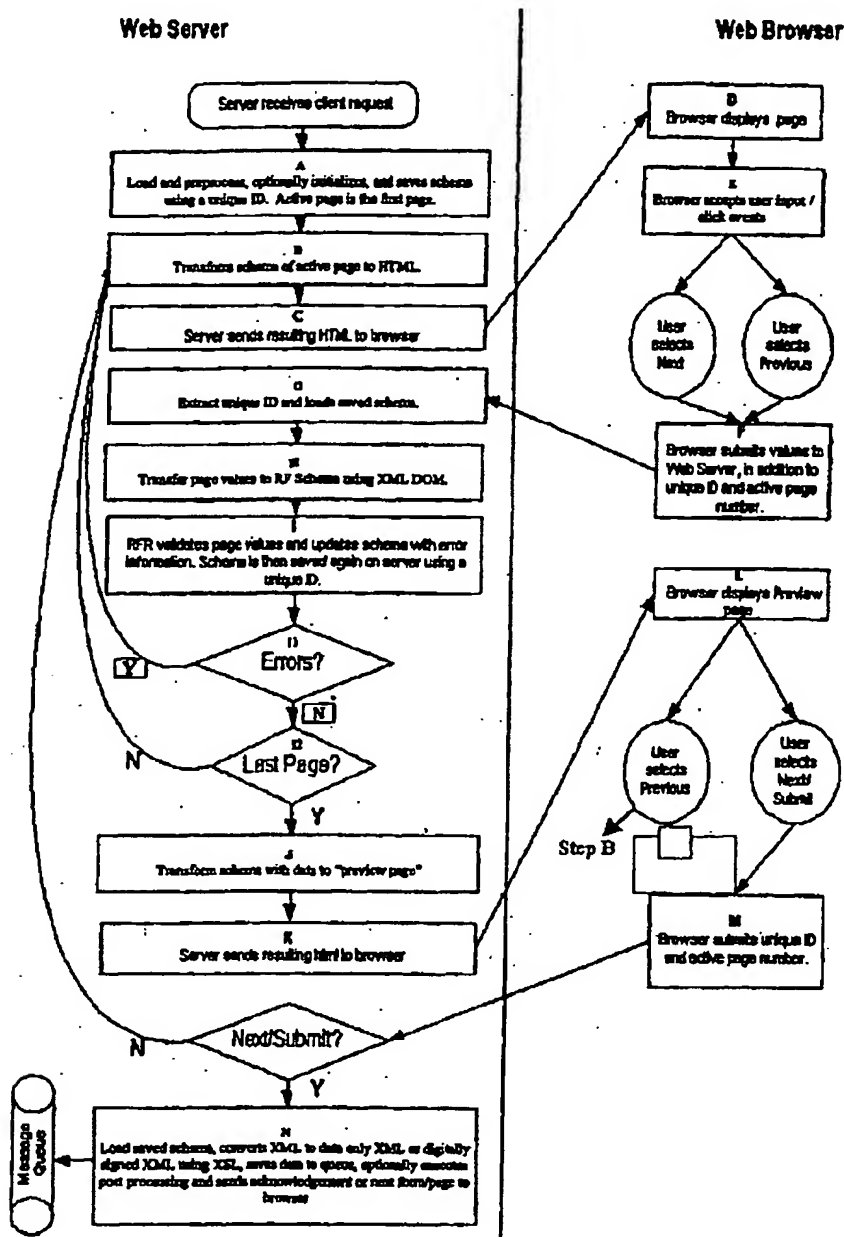 Web Server
Web Browser
Server receives client request
A
Load and preprocess, optionally initializes, and saves schema
using a unique ID. Active page is the first page.
B
Transforms schema of active page to HTML.
C
Server sends resulting HTML to browser
G
Extract unique ID and loads saved schema.
H
Transfer page values to RF Schema using XML DOM.
I
RFR validates page values and updates schema with error
information. Schema is then saved again on server using a
unique ID.
I1
Errors?
Y
N
I2
Last Page?
N
Y
J
Transform schema with data to "preview page"
K
Server sends resulting html to browser
Next/Submit?
N
Y
N
Load saved schema, converts XML to data only XML or digitally
signed XML using XSL, saves data to queue, optionally executes
post processing and sends acknowledgement or next form/page to
browser
Message
Queue
D
Browser displays page
E
Browser accepts user input /
click events
User
selects
Next
User
selects
Previous
F
Browser submits values to
Web Server, in addition to
unique ID and active page
number.
L
Browser displays Preview
page
User
selects
Previous
User
selects
Next/
Submit
Step B
M
Browser submits unique ID
and active page number.